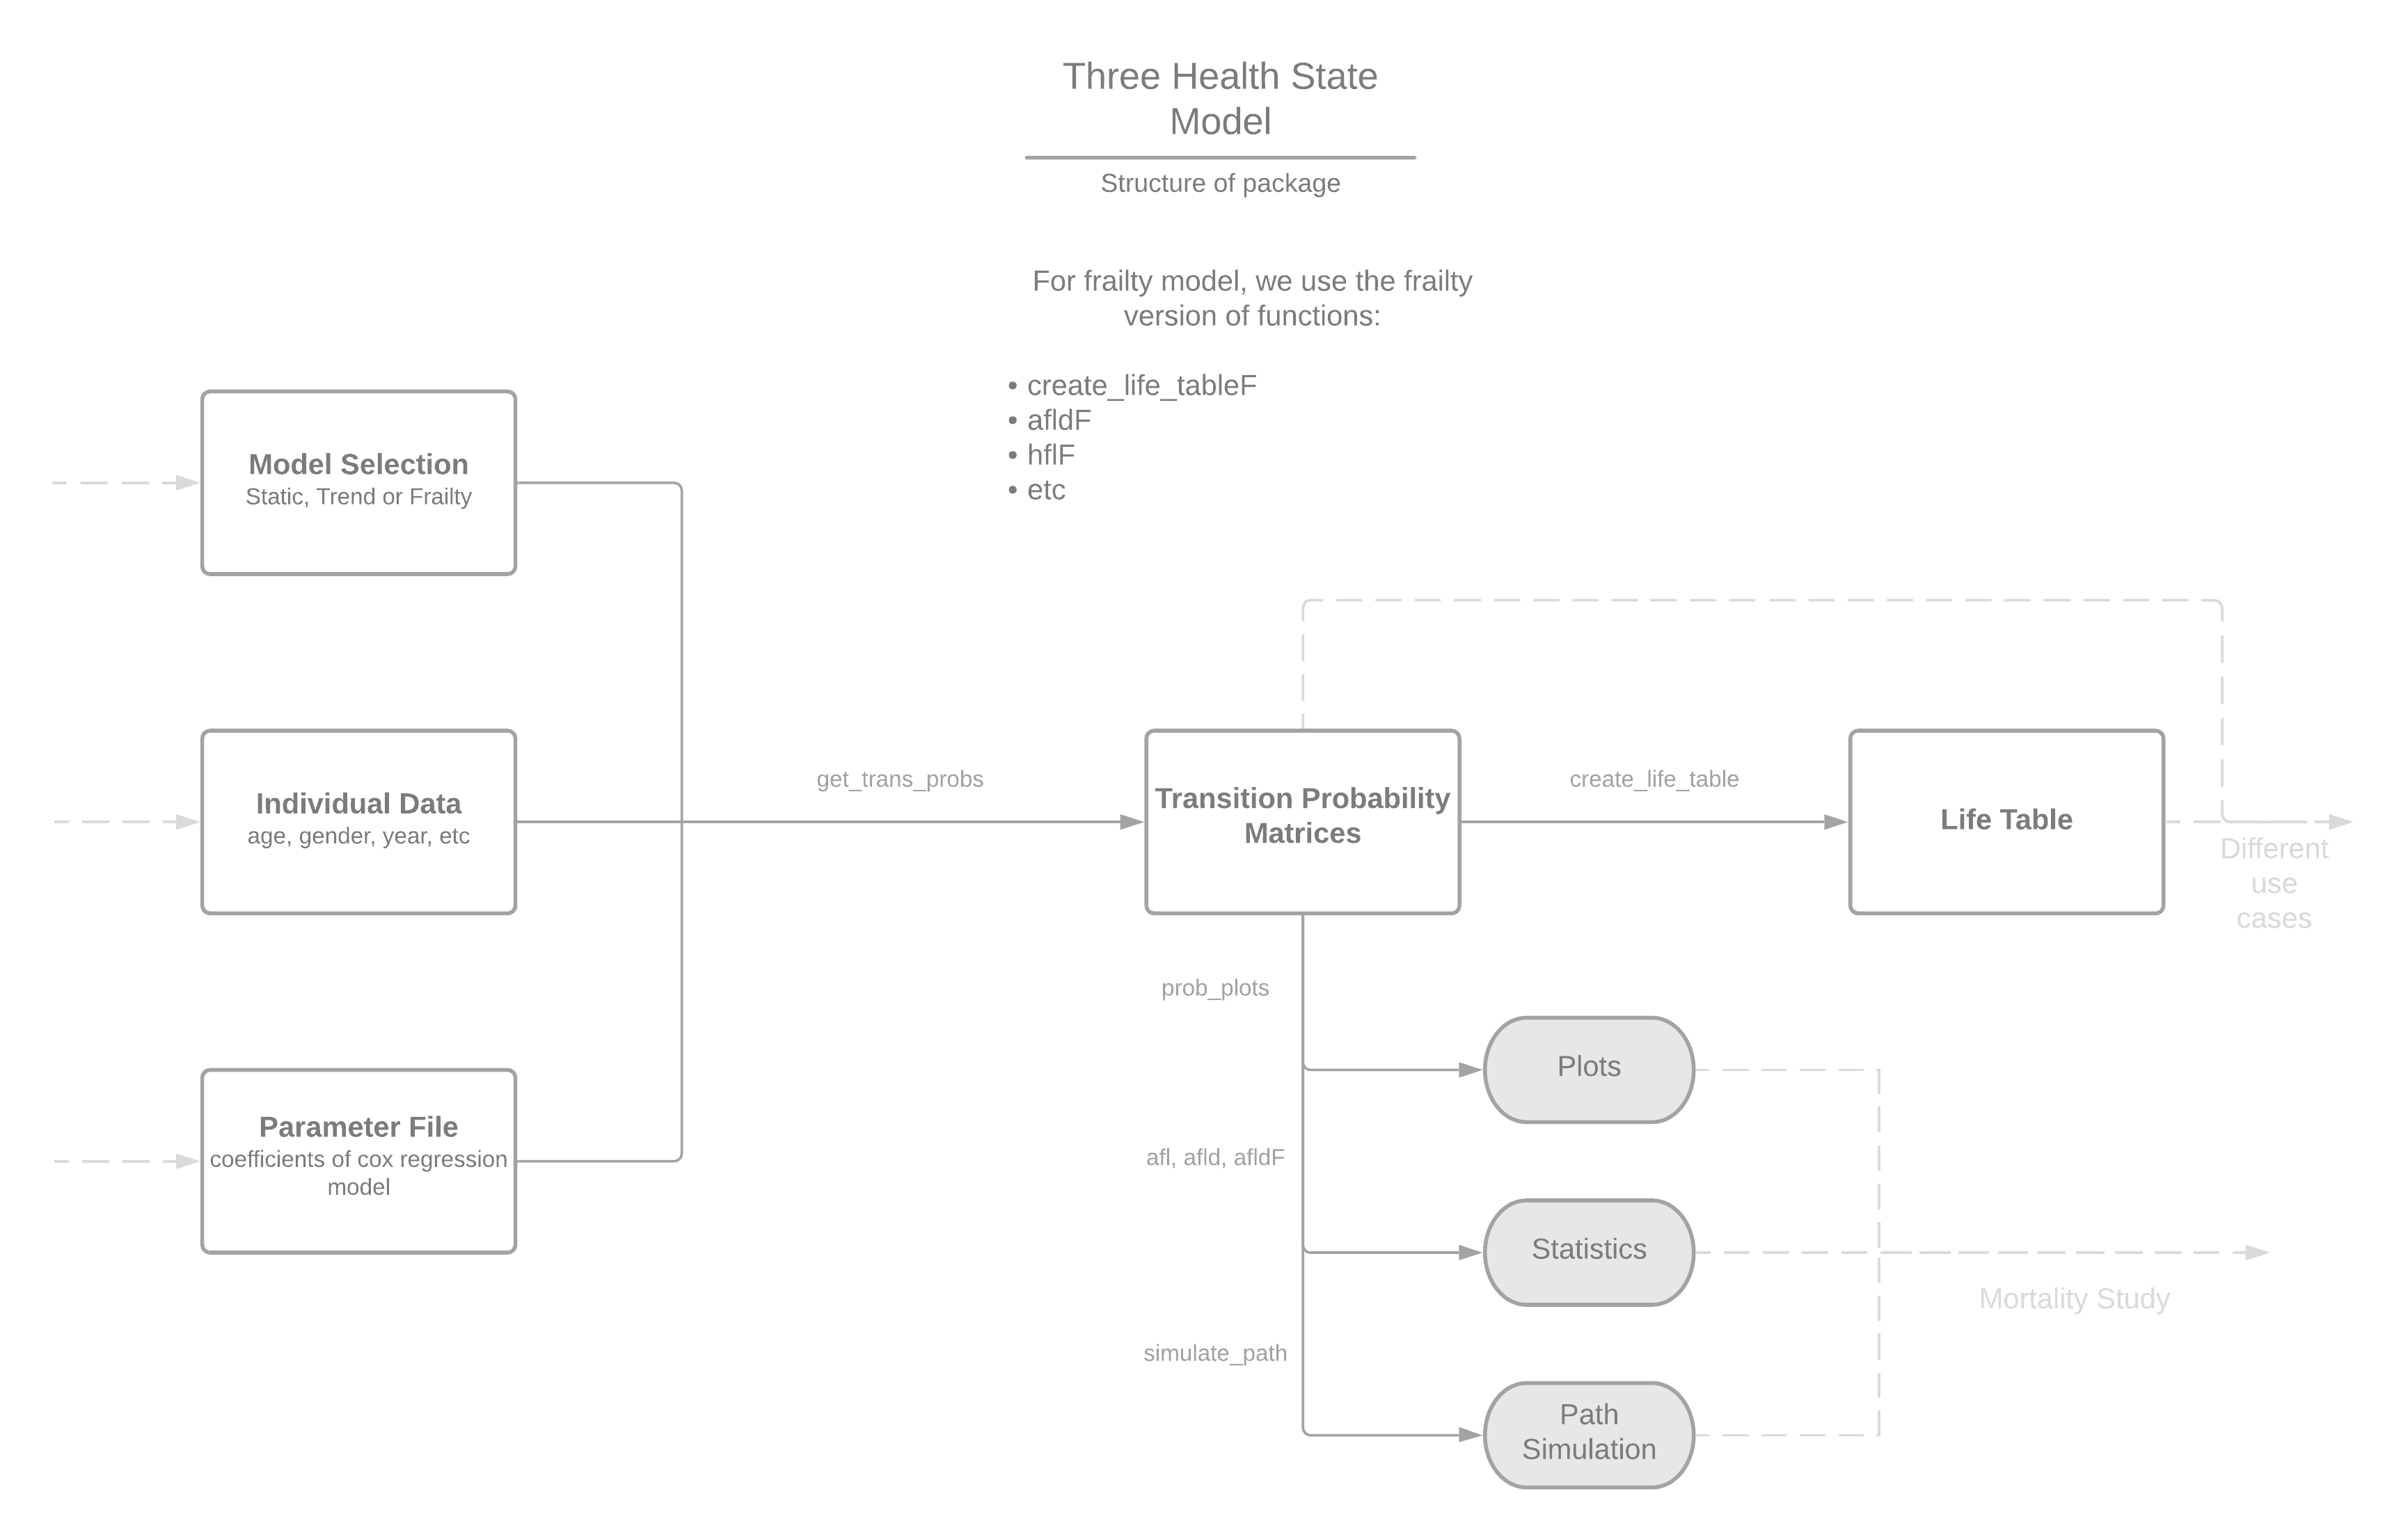 Three Health State
Model
Structure of package
For frailty model, we use the frailty
version of functions:
• create_life_tableF
• afldF
• hflF
• etc
Model Selection
Static, Trend or Frailty
Individual Data
age, gender, year, etc
get_trans_probs
Transition Probability
Matrices
create_life_table
Life Table
Different
use
cases
prob_plots
Plots
Parameter File
coefficients of cox regression
model
afl, afld, afldF
Statistics
Mortality Study
simulate_path
Path
Simulation